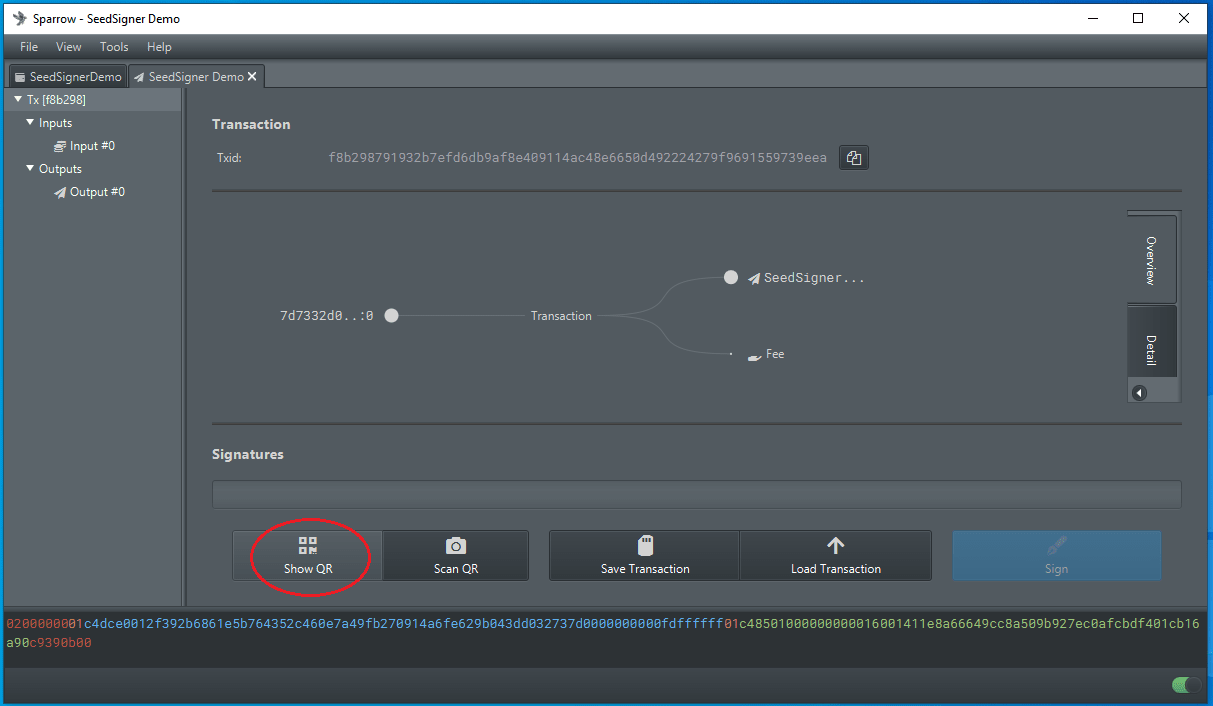 Sparrow - SeedSigner Demo
File View Tools Help
SeedSignerDemo SeedSigner Demo
Tx [f8b298]
Inputs
Input #0
Outputs
Output #0
Transaction
Txid: f8b298791932b7efd6db9af8e409114ac48e6650d492224279f9691559739eea
Overview
SeedSigner...
7d7332d0..:0 Transaction
Detail
Fee
Signatures
Show QR Scan QR Save Transaction Load Transaction Sign
0200000001c4dce0012f392b6861e5b764352c460e7a49fb270914a6fe629b043dd032737d0000000000fdffffff01c48501000000000016001411e8a66649cc8a509b927ec0afcbdf401cb16
a90c9390b00